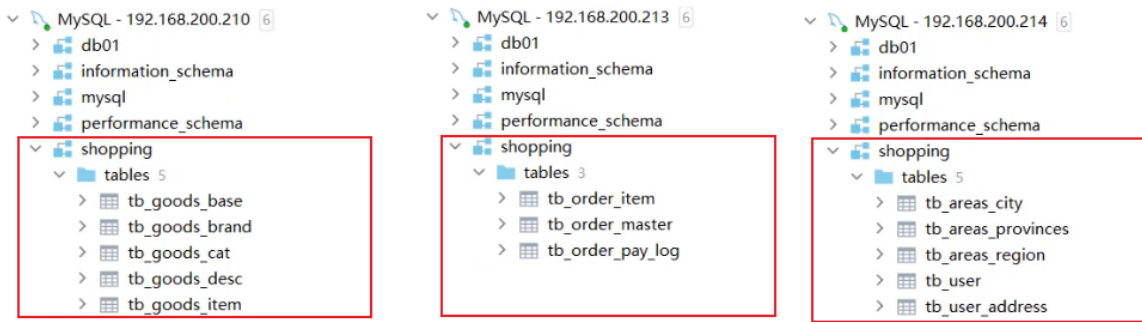 MySQL - 192.168.200.210 6
db01
information_schema
mysql
performance_schema
shopping
tables 5
tb_goods_base
tb_goods_brand
tb_goods_cat
tb_goods_desc
tb_goods_item
MySQL - 192.168.200.213 6
db01
information_schema
mysql
performance_schema
shopping
tables 3
tb_order_item
tb_order_master
tb_order_pay_log
MySQL - 192.168.200.214 6
db01
information_schema
mysql
performance_schema
shopping
tables 5
tb_areas_city
tb_areas_provinces
tb_areas_region
tb_user
tb_user_address